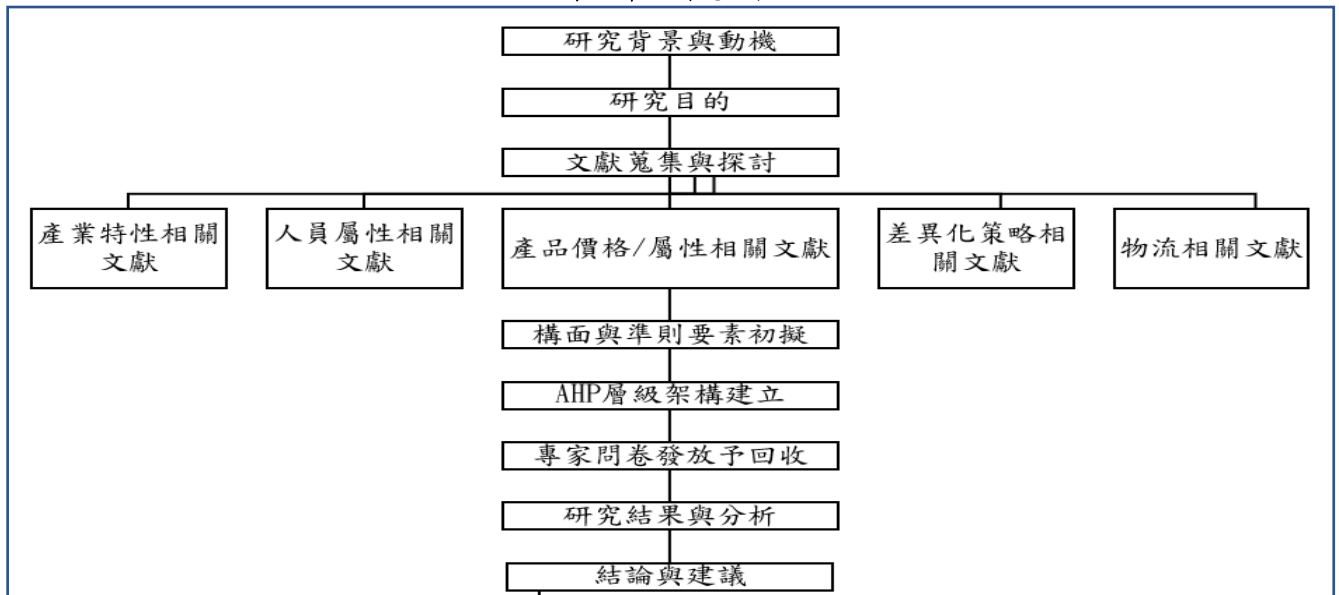 研究背景與動機
研究目的
文獻蒐集與探討
產業特性相關
文獻
人員屬性相關
文獻
產品價格/屬性相關文獻
差異化策略相
關文獻
物流相關文獻
構面與準則要素初擬
AHP層級架構建立
專家問卷發放予回收
研究結果與分析
結論與建議